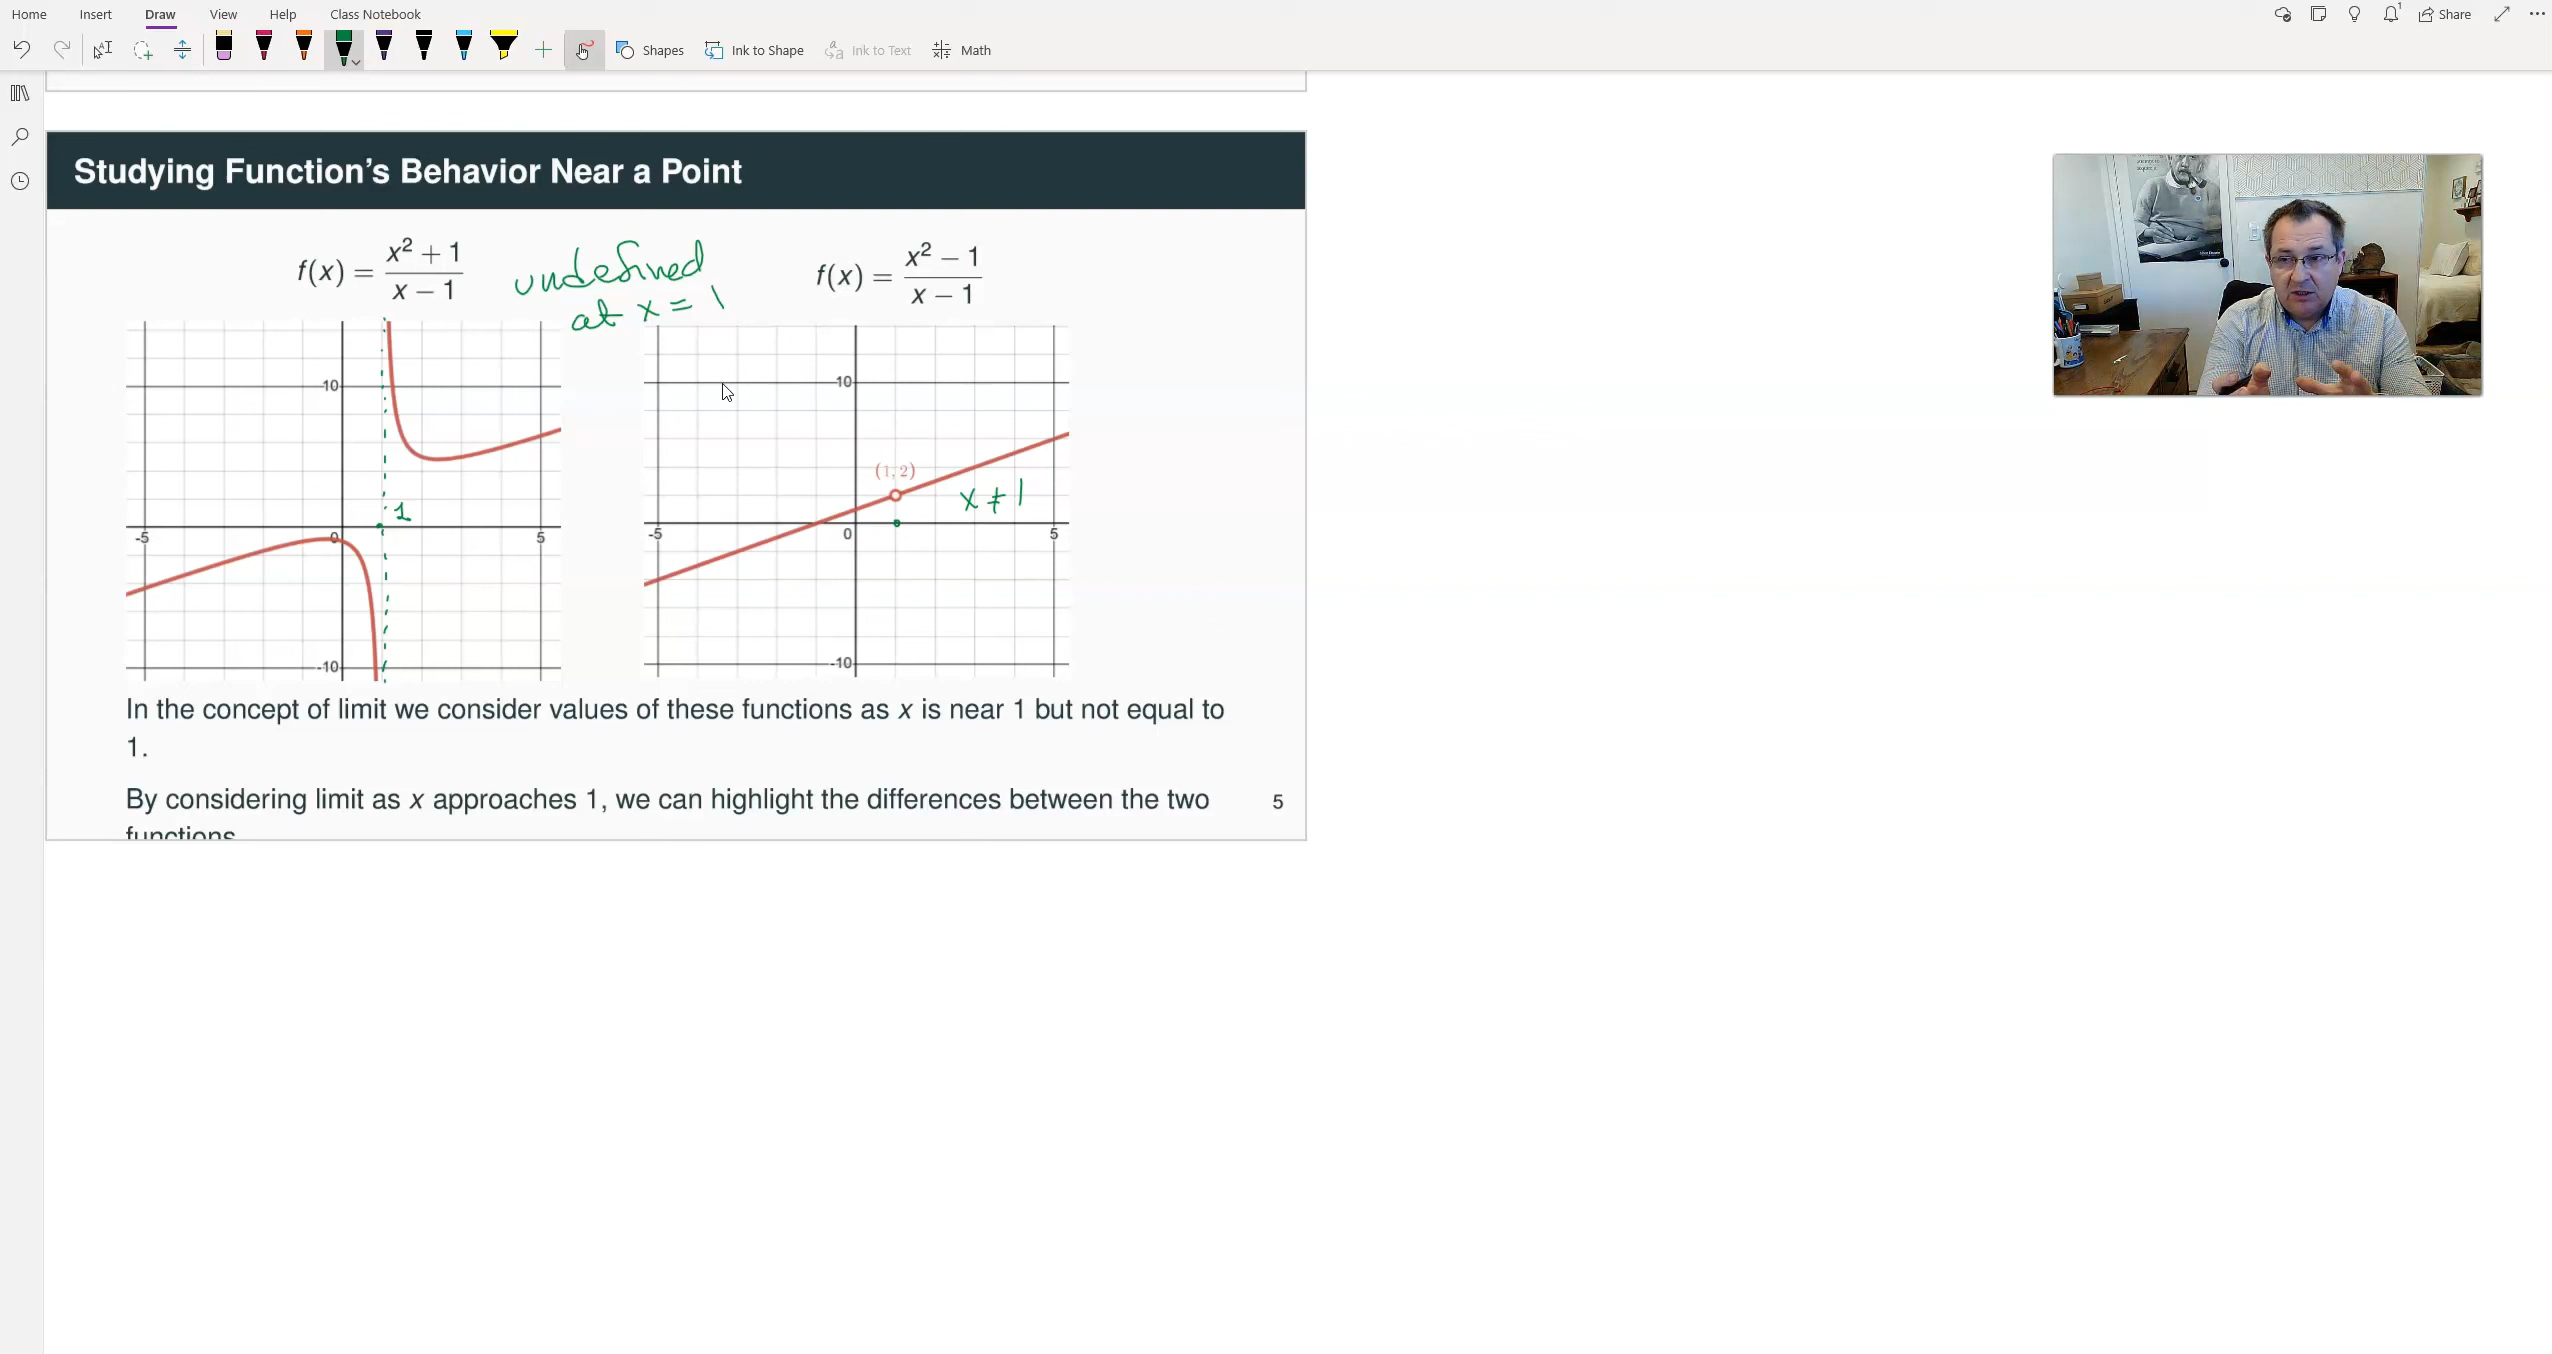 Home Insert Draw View Help Class Notebook
1 Share
Shapes Ink to Shape Ink to Text Math
Studying Function's Behavior Near a Point
f(x) = (x² + 1)/(x − 1)
undefined
at x = 1
f(x) = (x² − 1)/(x − 1)
10
1
-5 0 5
-10
10
(1, 2)
x ≠ 1
-5 0 5
-10
In the concept of limit we consider values of these functions as x is near 1 but not equal to
1.
By considering limit as x approaches 1, we can highlight the differences between the two
functions
5